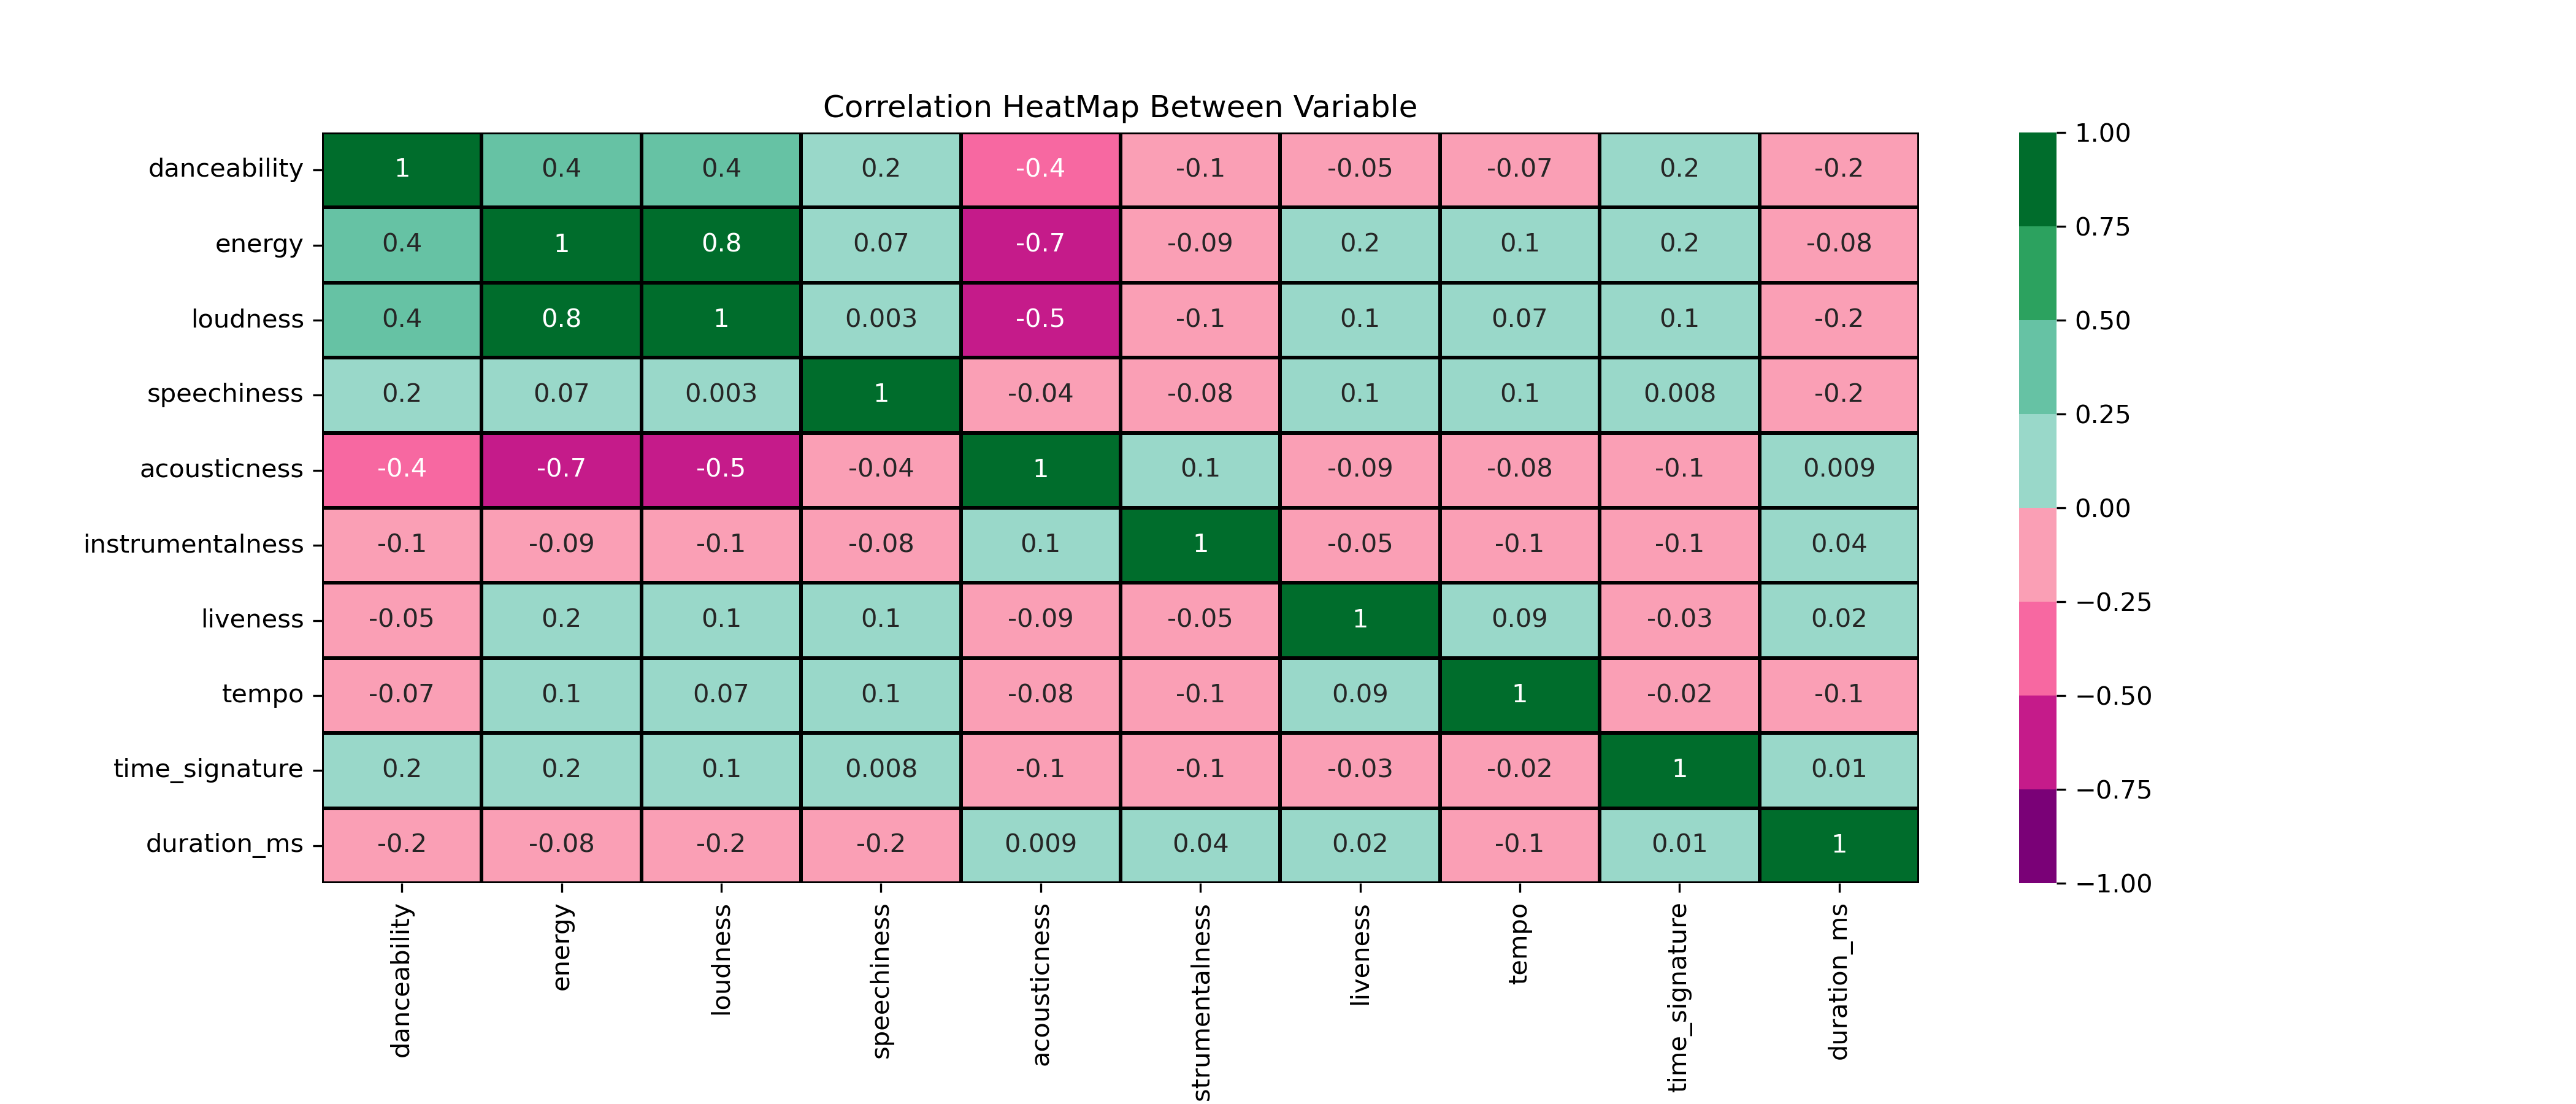 Correlation HeatMap Between Variable
danceability 1 0.4 0.4 0.2 -0.4 -0.1 -0.05 -0.07 0.2 -0.2
energy 0.4 1 0.8 0.07 -0.7 -0.09 0.2 0.1 0.2 -0.08
loudness 0.4 0.8 1 0.003 -0.5 -0.1 0.1 0.07 0.1 -0.2
speechiness 0.2 0.07 0.003 1 -0.04 -0.08 0.1 0.1 0.008 -0.2
acousticness -0.4 -0.7 -0.5 -0.04 1 0.1 -0.09 -0.08 -0.1 0.009
instrumentalness -0.1 -0.09 -0.1 -0.08 0.1 1 -0.05 -0.1 -0.1 0.04
liveness -0.05 0.2 0.1 0.1 -0.09 -0.05 1 0.09 -0.03 0.02
tempo -0.07 0.1 0.07 0.1 -0.08 -0.1 0.09 1 -0.02 -0.1
time_signature 0.2 0.2 0.1 0.008 -0.1 -0.1 -0.03 -0.02 1 0.01
duration_ms -0.2 -0.08 -0.2 -0.2 0.009 0.04 0.02 -0.1 0.01 1
danceability
energy
loudness
speechiness
acousticness
strumentalness
liveness
tempo
time_signature
duration_ms
1.00
0.75
0.50
0.25
0.00
−0.25
−0.50
−0.75
−1.00